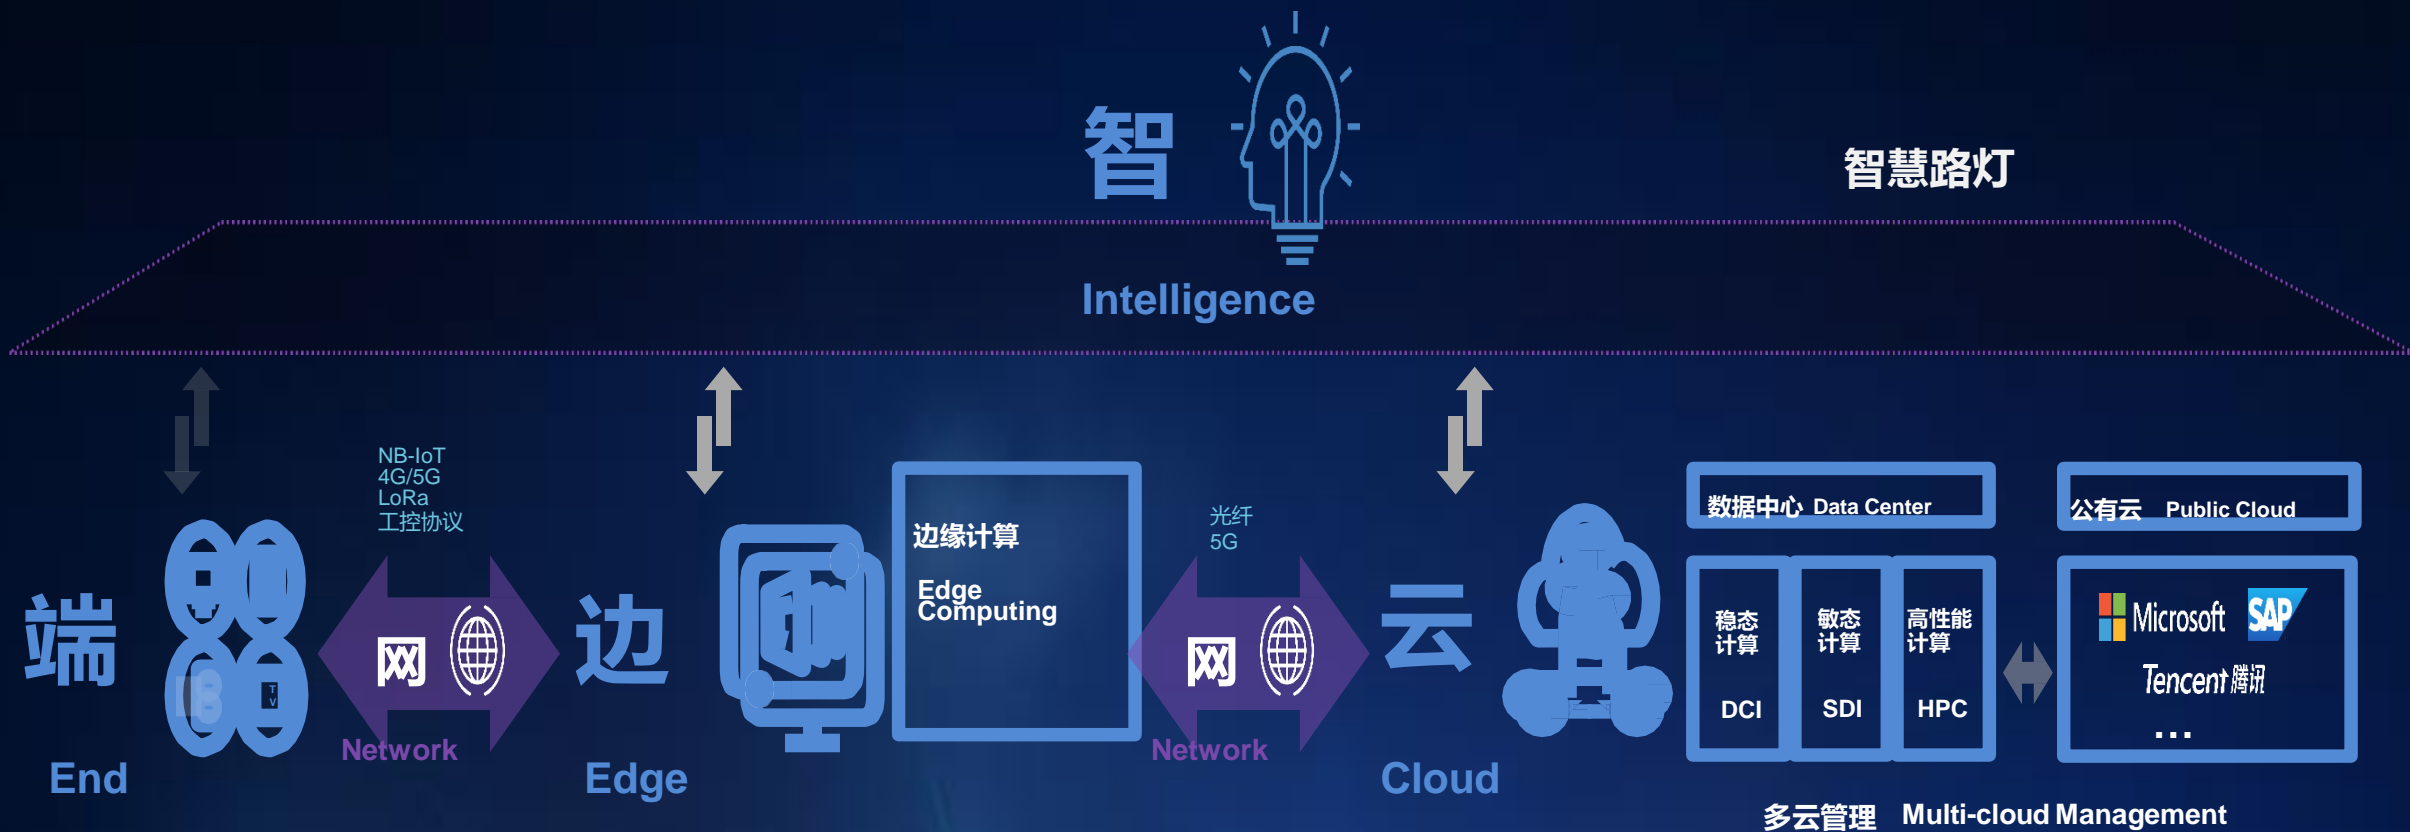 智
智慧路灯
Intelligence
NB-IoT
4G/5G
LoRa
工控协议
端
End
网
Network
边
Edge
边缘计算
Edge
Computing
光纤
5G
网
Network
云
Cloud
数据中心 Data Center
稳态
计算
DCI
敏态
计算
SDI
高性能
计算
HPC
公有云 Public Cloud
Microsoft
SAP
Tencent 腾讯
...
多云管理 Multi-cloud Management